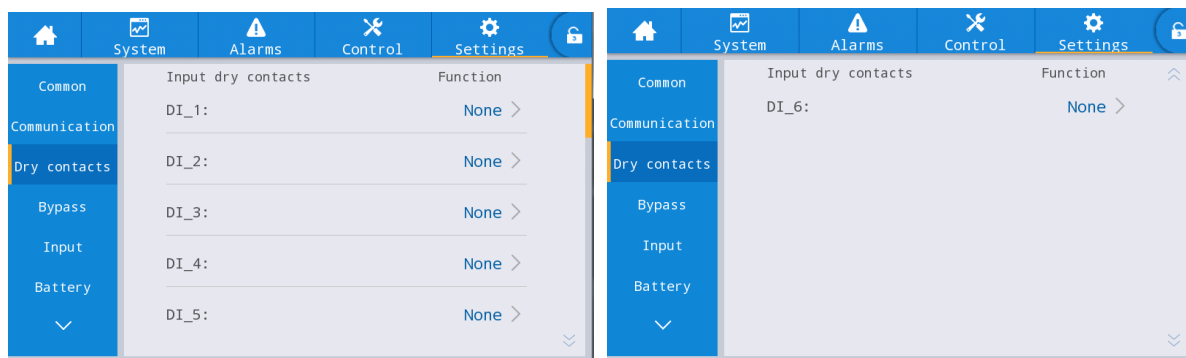 System Alarms Control Settings
Common
Communication
Dry contacts
Bypass
Input
Battery
Input dry contacts Function
DI_1: None
DI_2: None
DI_3: None
DI_4: None
DI_5: None
System Alarms Control Settings
Common
Communication
Dry contacts
Bypass
Input
Battery
Input dry contacts Function
DI_6: None